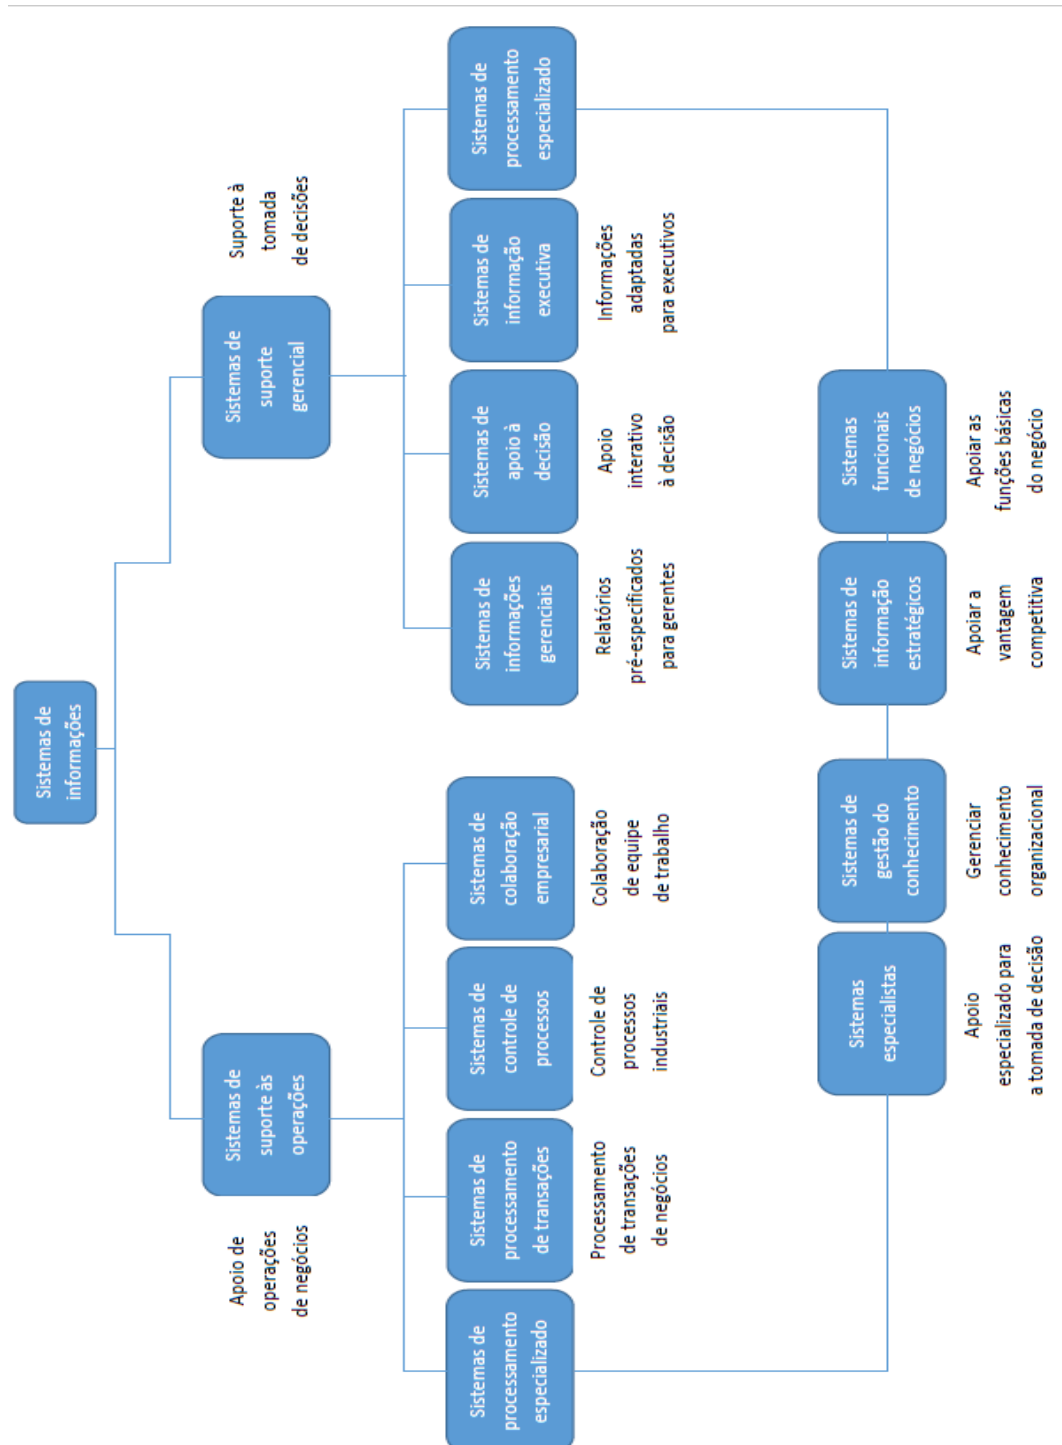 Sistemas de
informações
Apoio de
operações
de negócios
Sistemas de
suporte às
operações
Sistemas de
suporte
gerencial
Suporte à
tomada
de decisões
Sistemas de
processamento
especializado
Sistemas de
processamento
de transações
Processamento
de transações
de negócios
Sistemas de
controle de
processos
Controle de
processos
industriais
Sistemas de
colaboração
empresarial
Colaboração
de equipe
de trabalho
Sistemas de
informações
gerenciais
Relatórios
pré-especificados
para gerentes
Sistemas de
apoio à
decisão
Apoio
interativo
à decisão
Sistemas de
informação
executiva
Informações
adaptadas
para executivos
Sistemas de
processamento
especializado
Sistemas
especialistas
Apoio
especializado para
a tomada de decisão
Sistemas de
gestão do
conhecimento
Gerenciar
conhecimento
organizacional
Sistemas de
informação
estratégicos
Apoiar a
vantagem
competitiva
Sistemas
funcionais
de negócios
Apoiar as
funções básicas
do negócio